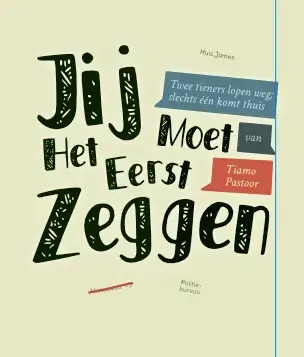 Huis James
Jij
Twee tieners lopen weg:
slechts één komt thuis
Moet
van
Het
Eerst
Tiamo
Pastoor
Zeggen
Politie-
bureau